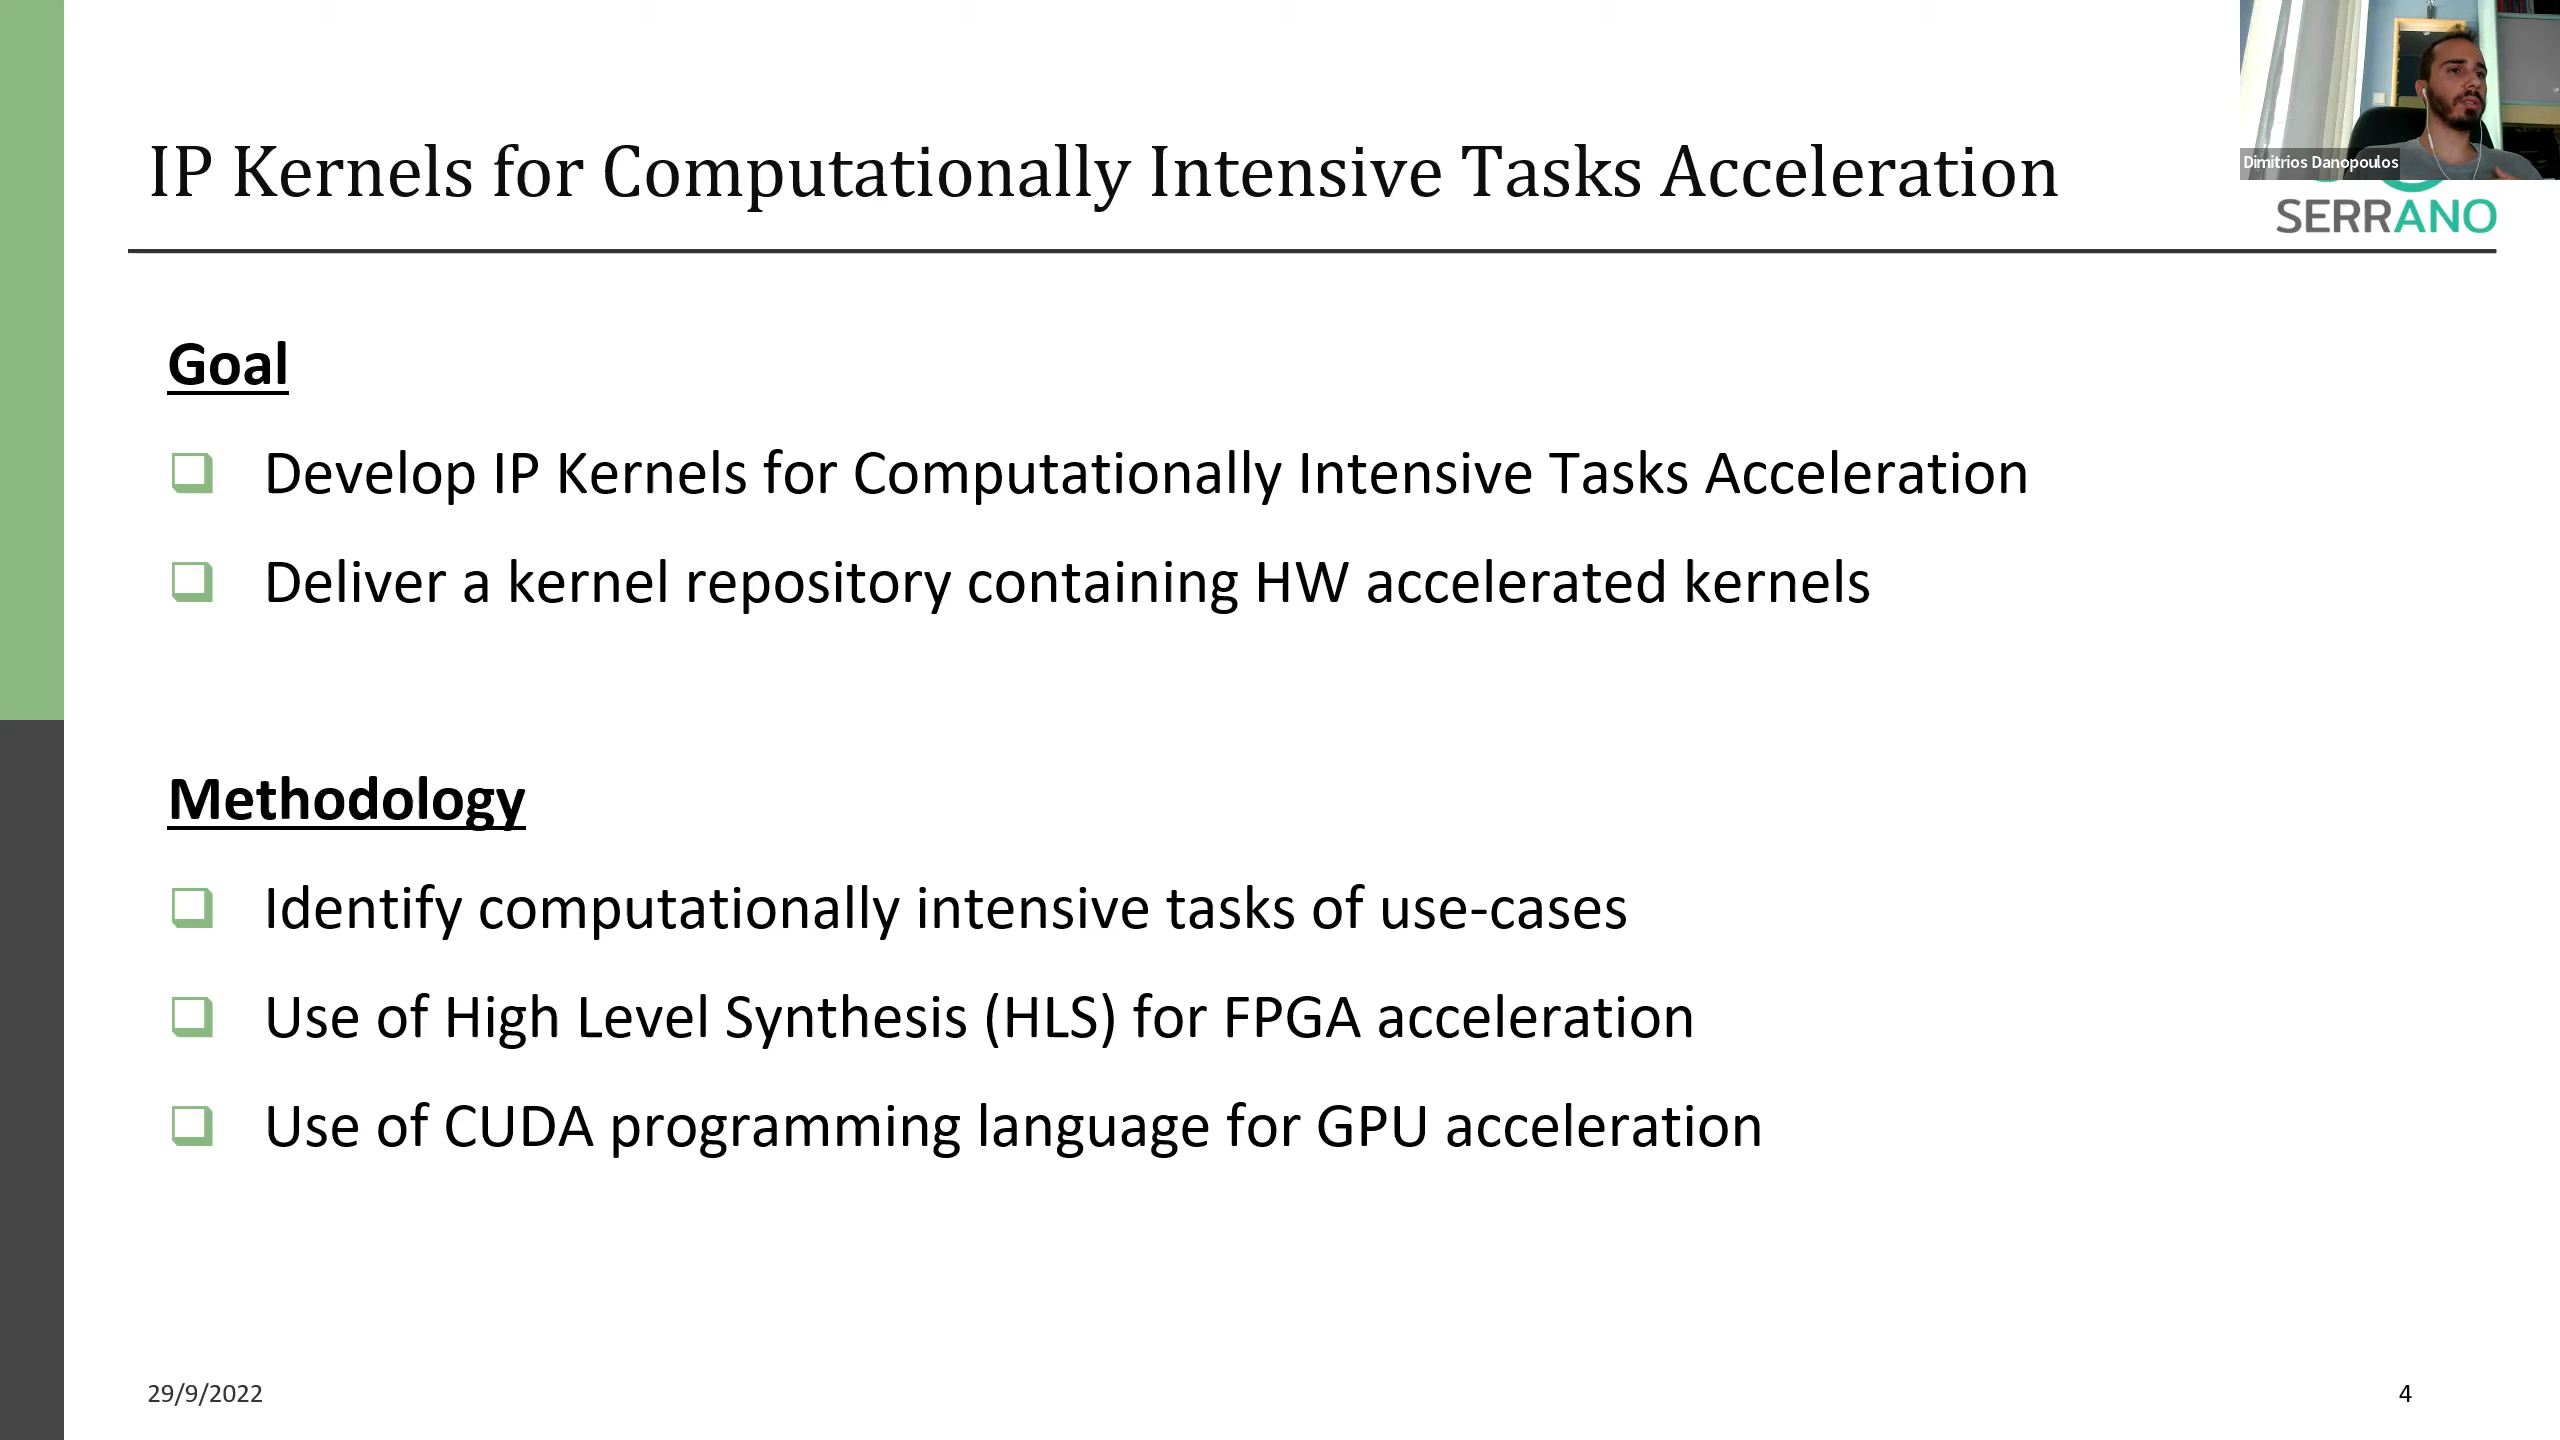 Dimitrios Danopoulos
IP Kernels for Computationally Intensive Tasks Acceleration
SERRANO
Goal
Develop IP Kernels for Computationally Intensive Tasks Acceleration
Deliver a kernel repository containing HW accelerated kernels
Methodology
Identify computationally intensive tasks of use-cases
Use of High Level Synthesis (HLS) for FPGA acceleration
Use of CUDA programming language for GPU acceleration
29/9/2022
4